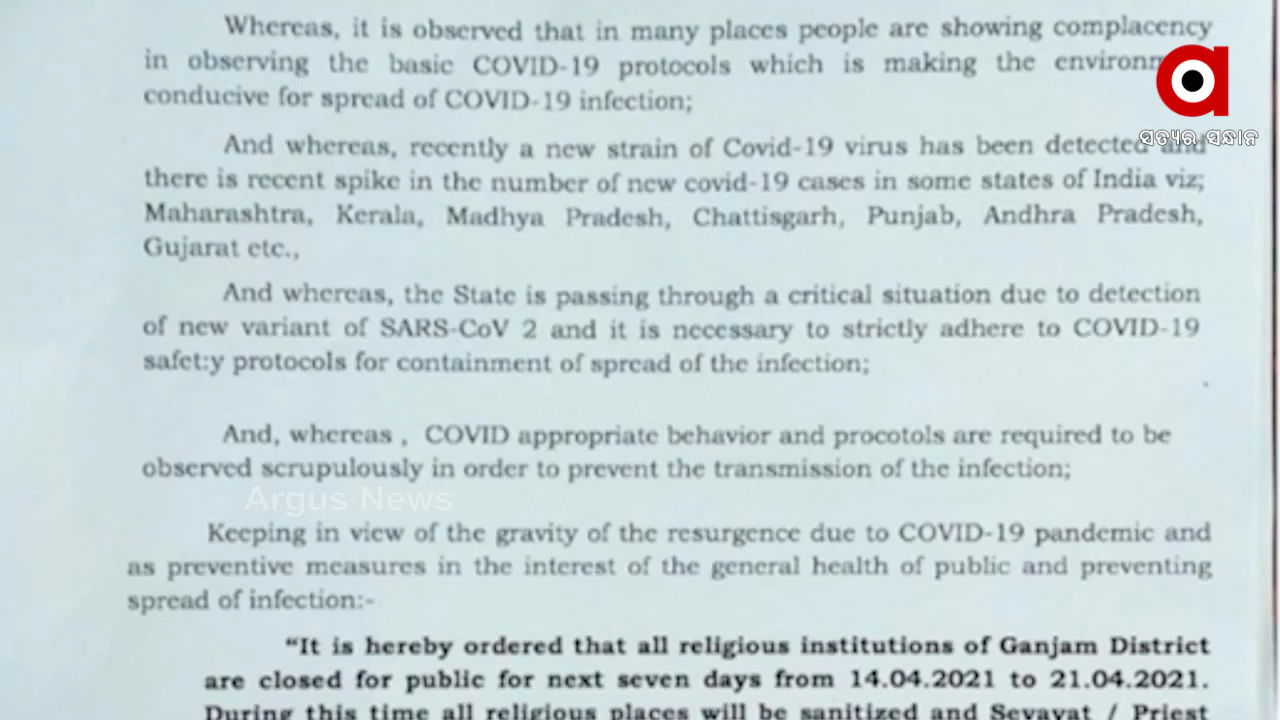 Whereas, it is observed that in many places people are showing complacency
in observing the basic COVID-19 protocols which is making the
conducive for spread of COVID-19 infection;
And whereas, recently a new strain of Covid-19 virus has been detected and
ସତ୍ୟର ସନ୍ଧାନ
there is recent spike in the number of new covid-19 cases in some states of India viz;
Maharashtra, Kerala, Madhya Pradesh, Chattisgarh, Punjab, Andhra Pradesh,
Gujarat etc.,
And whereas, the State is passing through a critical situation due to detection
of new variant of SARS-CoV 2 and it is necessary to strictly adhere to COVID-19
safet:y protocols for containment of spread of the infection;
And, whereas , COVID appropriate behavior and procotols are required to be
observed scrupulously in order to prevent the transmission of the infection;
Argus News
Keeping in view of the gravity of the resurgence due to COVID-19 pandemic and
as preventive measures in the interest of the general health of public and preventing
spread of infection:-
"It is hereby ordered that all religious institutions of Ganjam District
are closed for public for next seven days from 14.04.2021 to 21.04.2021.
During this time all religious places will be sanitized and Sevayat / Priest